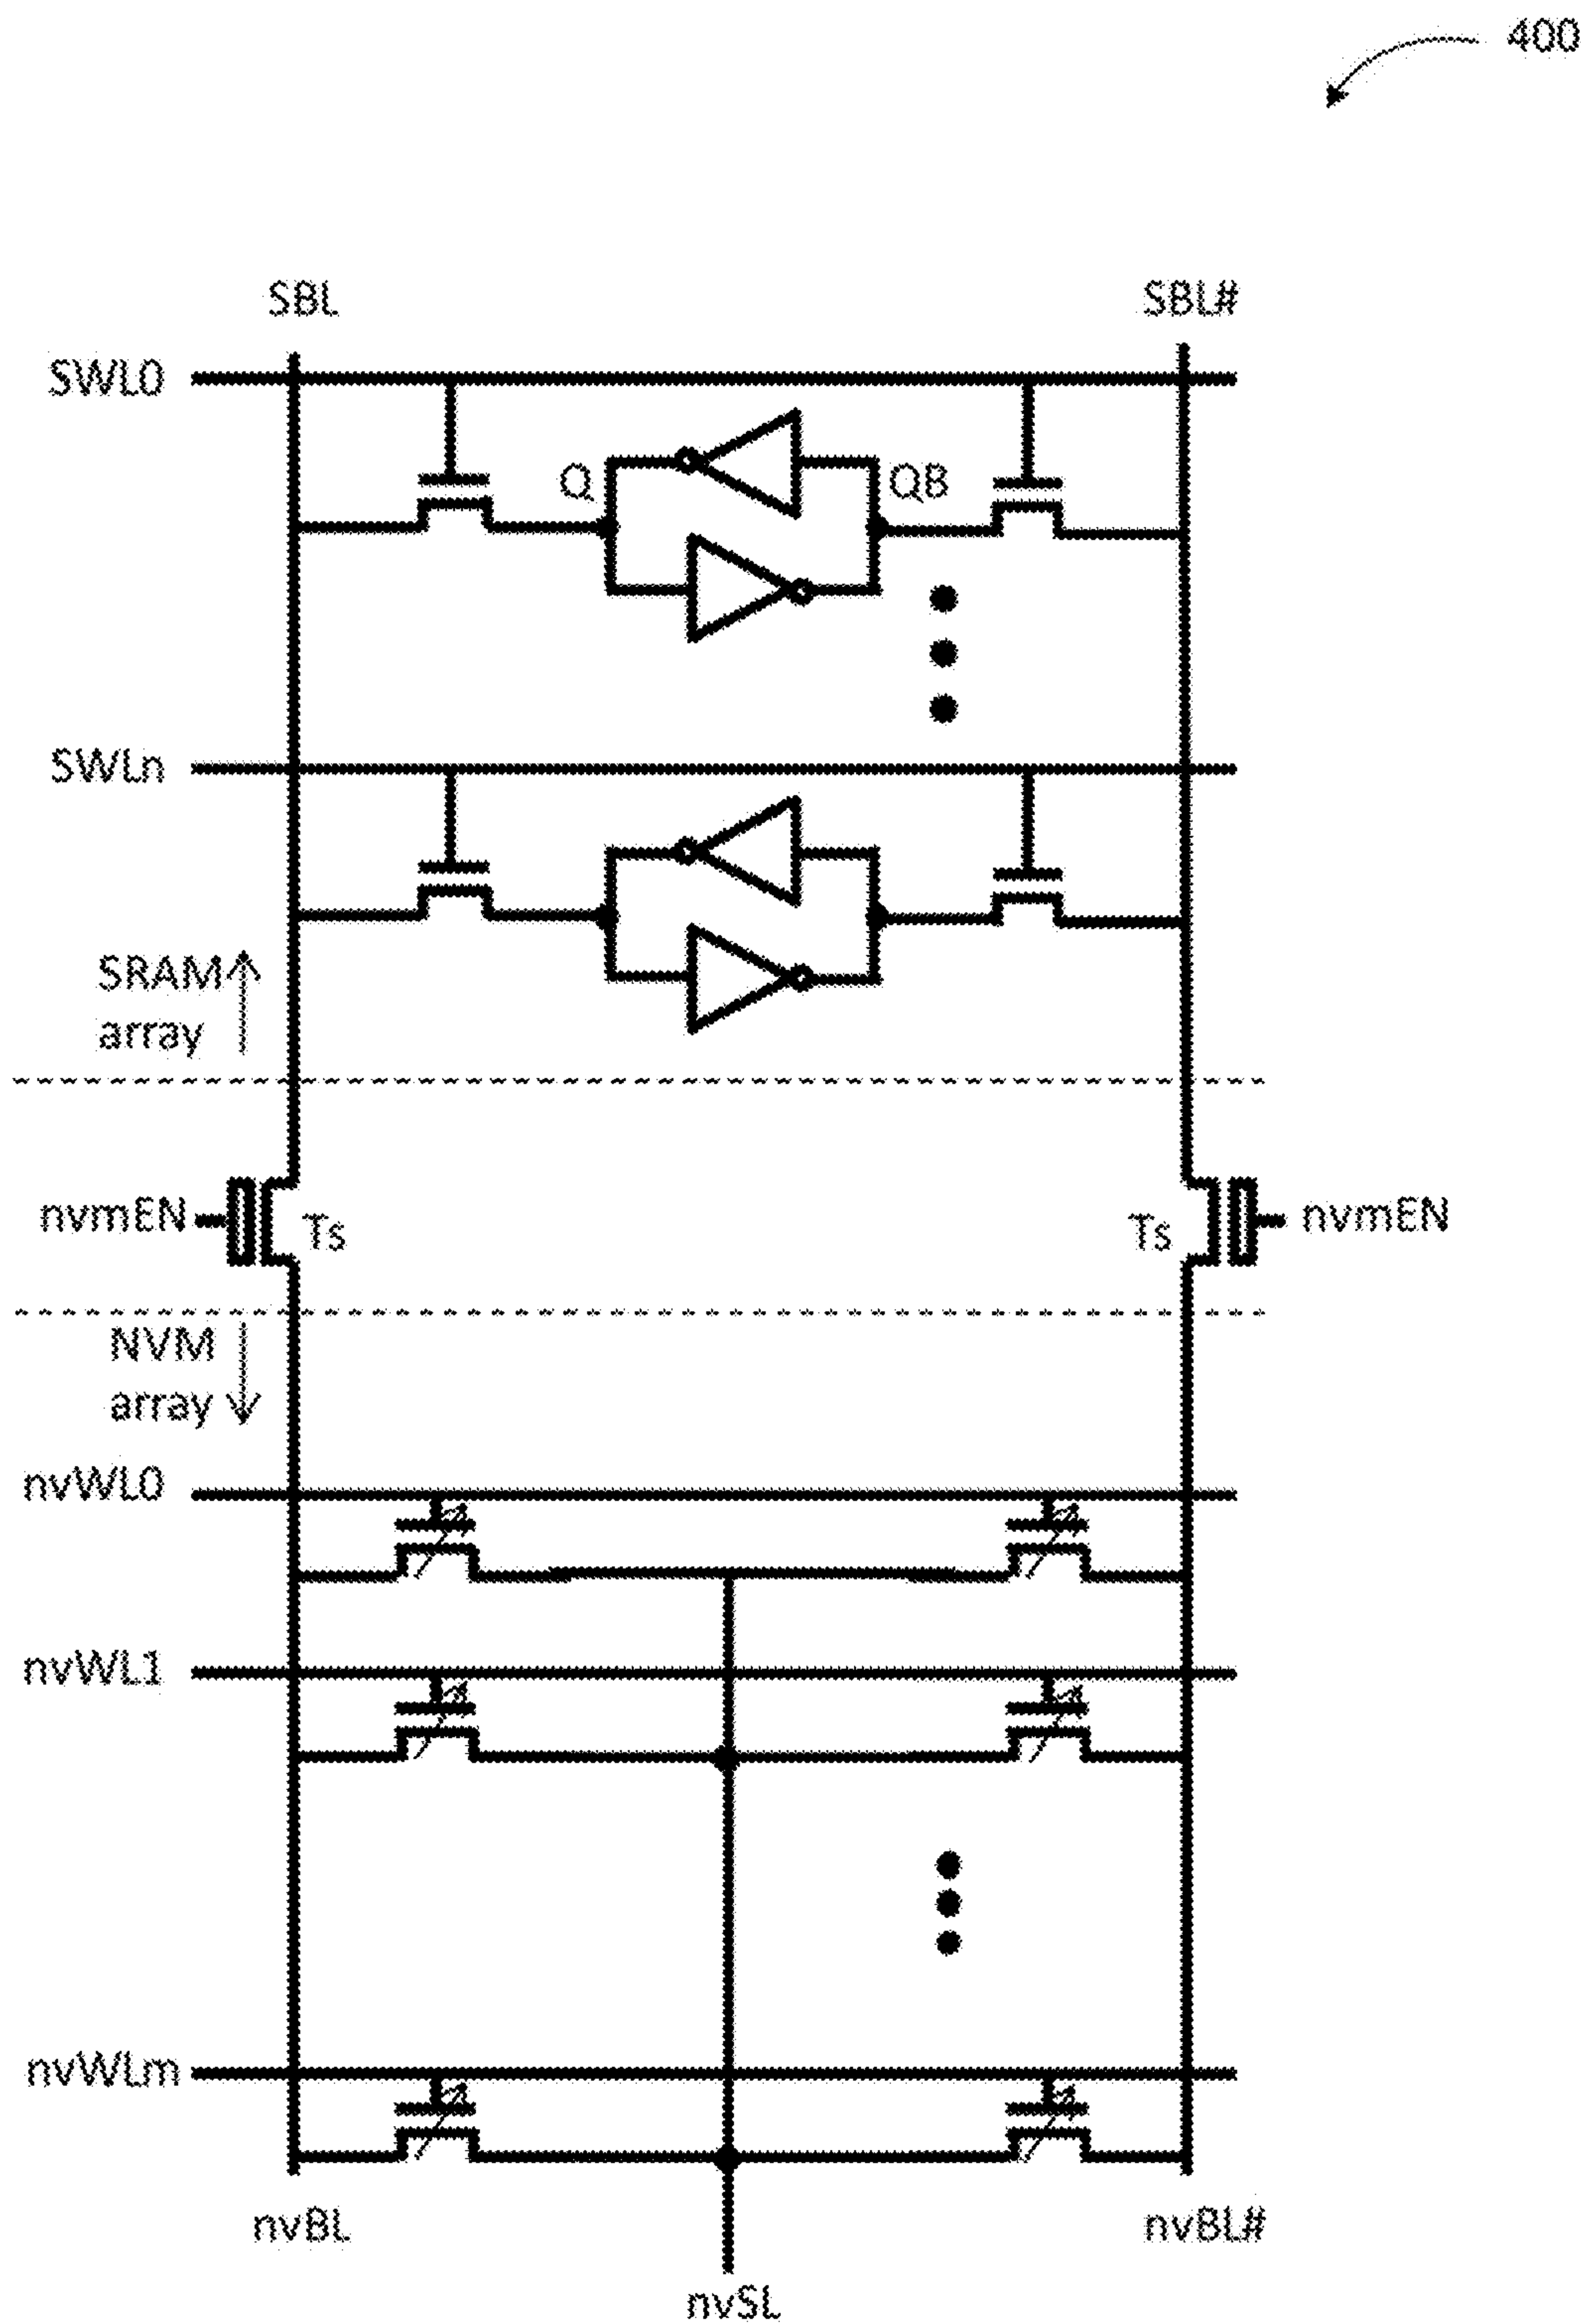 400
SBL SBL#
SWL0
Q QB
SWLn
SRAM
array
nvmEN Ts Ts nvmEN
NVM
array
nvWL0
nvWL1
nvWLm
nvBL nvBL#
nvSL